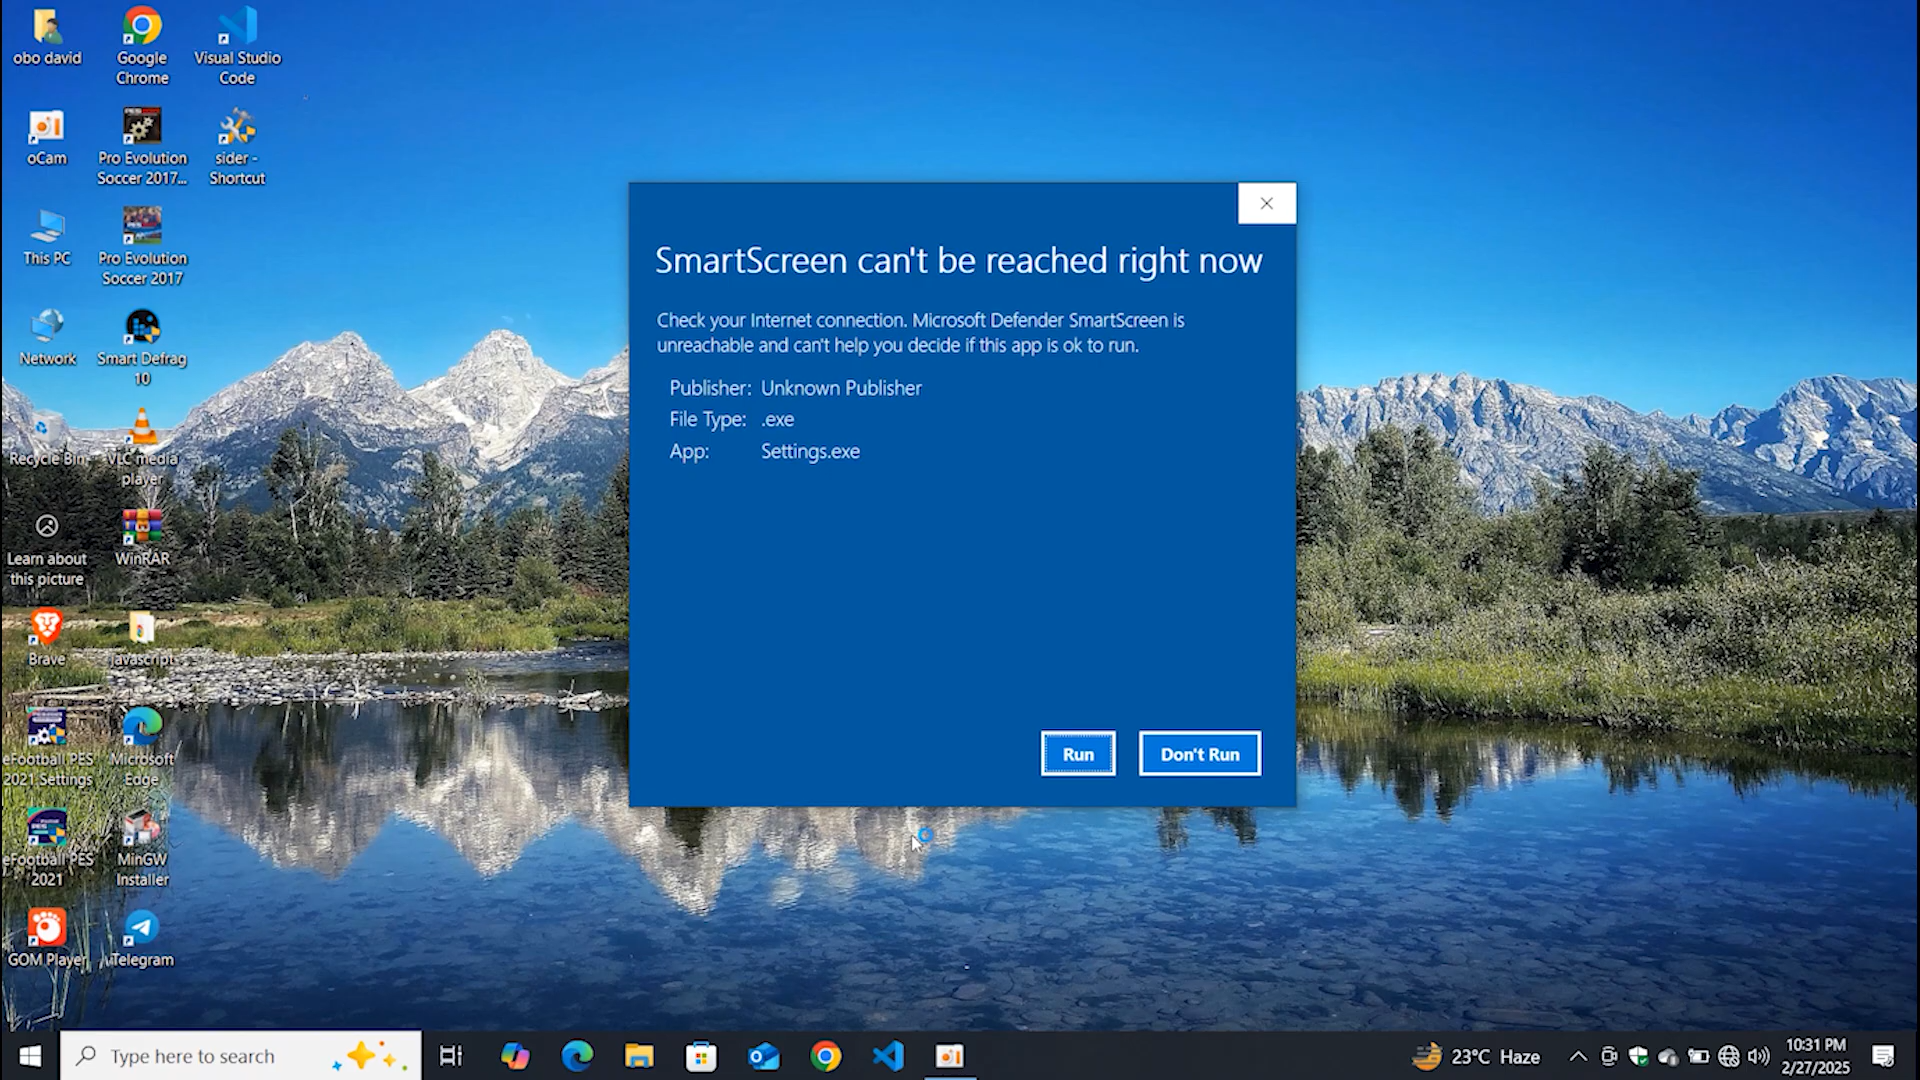 obo david
Google
Chrome
Visual Studio
Code
oCam
Pro Evolution
Soccer 2017...
sider -
Shortcut
This PC
Pro Evolution
Soccer 2017
Network
Smart Defrag
10
Recycle Bin
VLC media
player
Learn about
this picture
WinRAR
Brave
javascript
eFootball PES
2021 Settings
Microsoft
Edge
eFootball PES
2021
MinGW
Installer
GOM Player
Telegram
SmartScreen can't be reached right now
Check your Internet connection. Microsoft Defender SmartScreen is
unreachable and can't help you decide if this app is ok to run.
Publisher: Unknown Publisher
File Type: .exe
App: Settings.exe
Run
Don't Run
Type here to search
23°C Haze
10:31 PM
2/27/2025